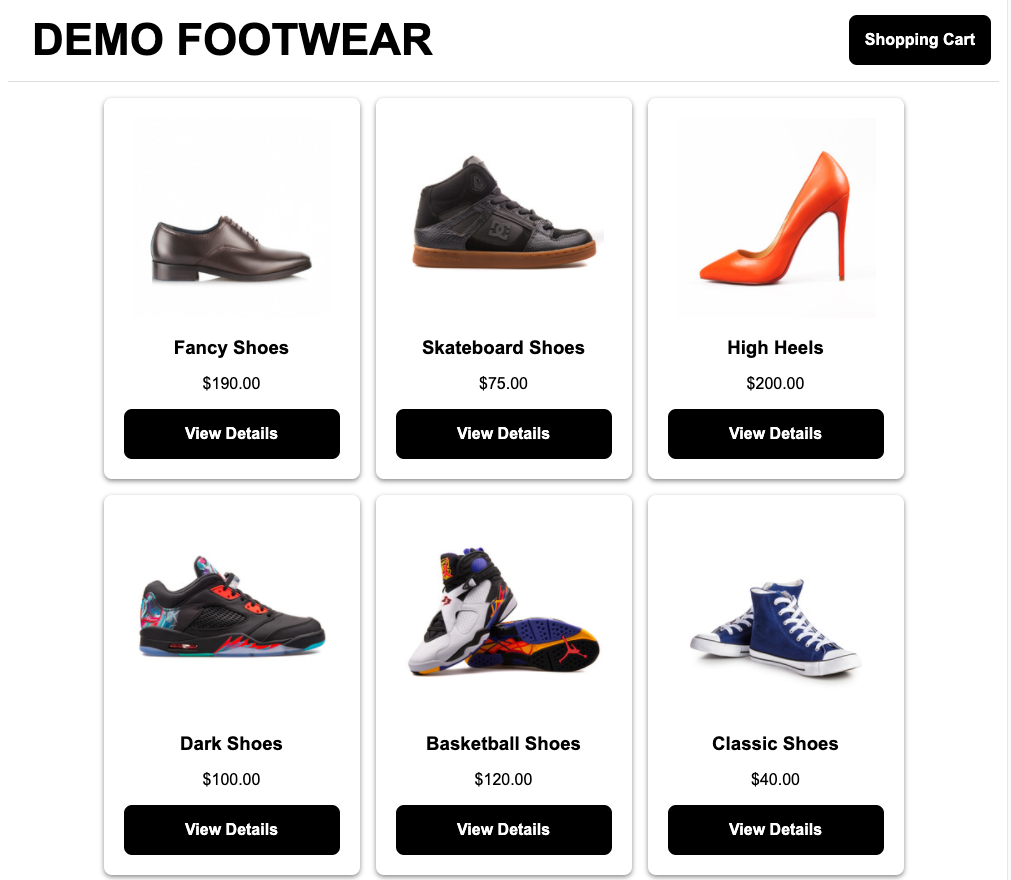 DEMO FOOTWEAR
Shopping Cart
Fancy Shoes
$190.00
View Details
Skateboard Shoes
$75.00
View Details
High Heels
$200.00
View Details
Dark Shoes
$100.00
View Details
Basketball Shoes
$120.00
View Details
Classic Shoes
$40.00
View Details